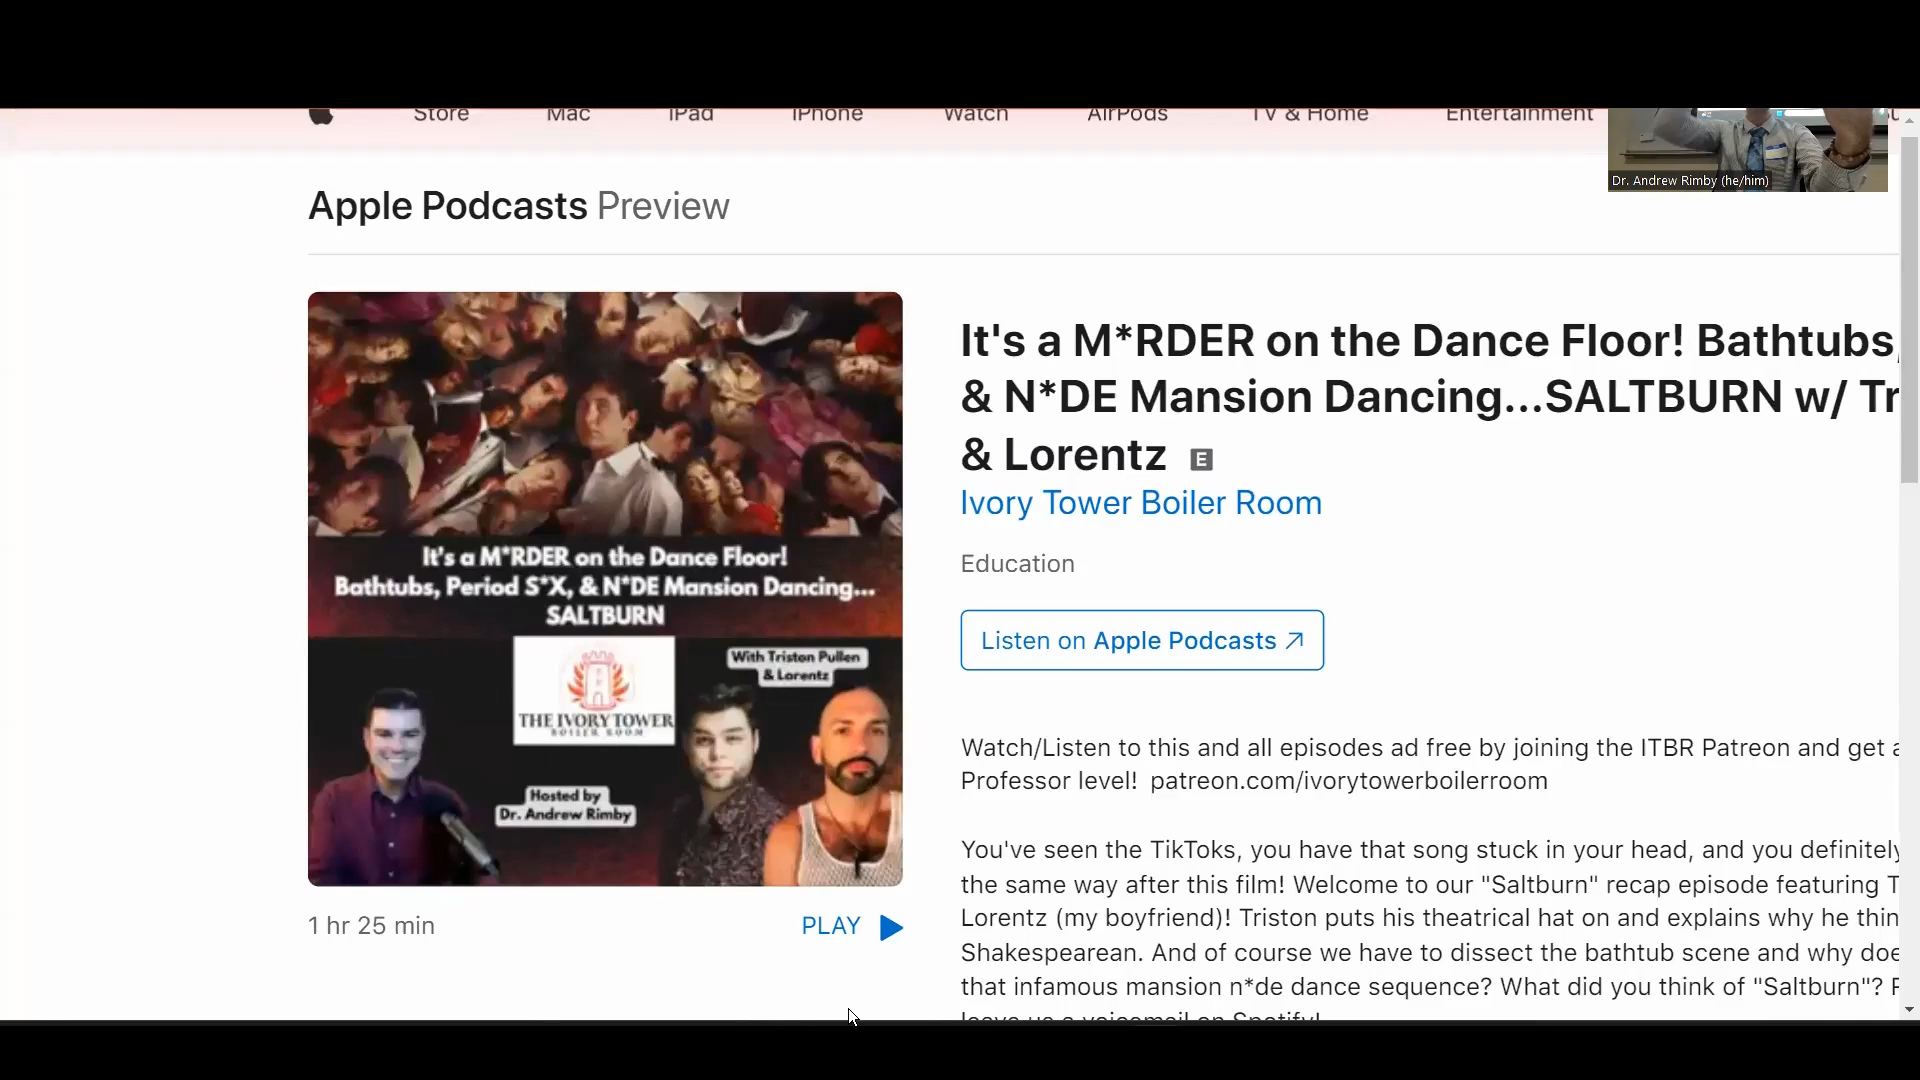 Store Mac iPad iPhone Watch AirPods TV & Home Entertainment
Dr. Andrew Rimby (he/him)
Apple Podcasts Preview
It's a M*RDER on the Dance Floor!
Bathtubs, Period S*X, & N*DE Mansion Dancing...
SALTBURN
With Triston Pullen
& Lorentz
THE IVORY TOWER
BOILER ROOM
Hosted by
Dr. Andrew Rimby
1 hr 25 min
PLAY
It's a M*RDER on the Dance Floor! Bathtubs,
& N*DE Mansion Dancing...SALTBURN w/ Tr
& Lorentz E
Ivory Tower Boiler Room
Education
Listen on Apple Podcasts
Watch/Listen to this and all episodes ad free by joining the ITBR Patreon and get a
Professor level! patreon.com/ivorytowerboilerroom
You've seen the TikToks, you have that song stuck in your head, and you definitely
the same way after this film! Welcome to our "Saltburn" recap episode featuring T
Lorentz (my boyfriend)! Triston puts his theatrical hat on and explains why he thin
Shakespearean. And of course we have to dissect the bathtub scene and why doe
that infamous mansion n*de dance sequence? What did you think of "Saltburn"?
leave us a voicemail on Spotify!